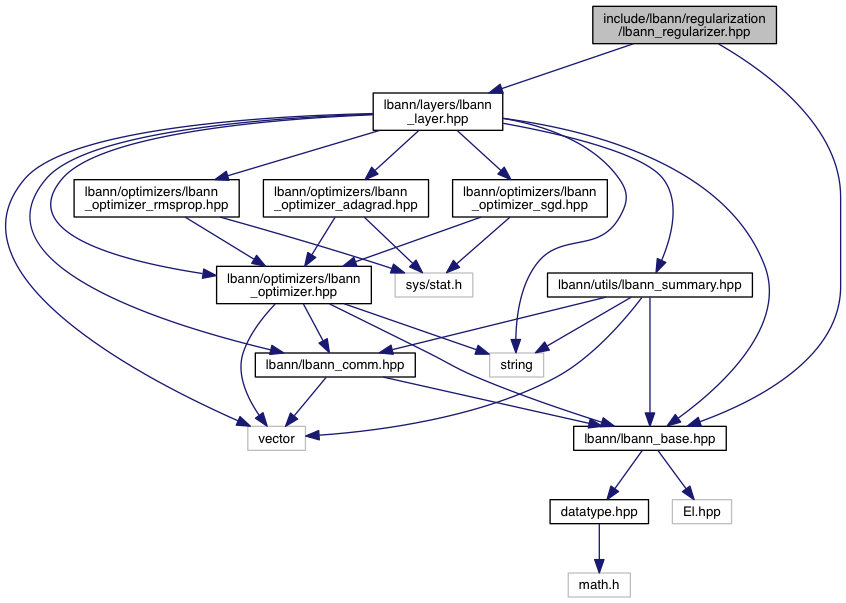 include/lbann/regularization
/lbann_regularizer.hpp
lbann/layers/lbann
_layer.hpp
lbann/optimizers/lbann
_optimizer_rmsprop.hpp
lbann/optimizers/lbann
_optimizer_adagrad.hpp
lbann/optimizers/lbann
_optimizer_sgd.hpp
lbann/optimizers/lbann
_optimizer.hpp
sys/stat.h
lbann/utils/lbann_summary.hpp
lbann/lbann_comm.hpp
string
vector
lbann/lbann_base.hpp
datatype.hpp
El.hpp
math.h